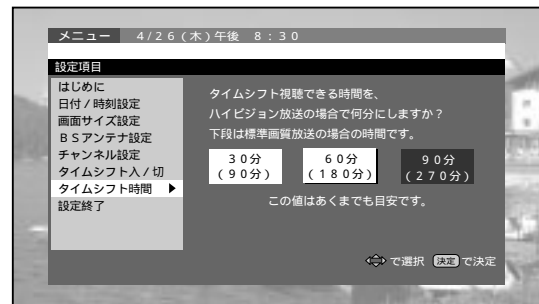 メニュー 4/26(木)午後 8:30
設定項目
はじめに
日付/時刻設定
画面サイズ設定
BSアンテナ設定
チャンネル設定
タイムシフト入/切
タイムシフト時間 ▶
設定終了
タイムシフト視聴できる時間を、
ハイビジョン放送の場合で何分にしますか?
下段は標準画質放送の場合の時間です。
30分 60分 90分
(90分) (180分) (270分)
この値はあくまでも目安です。
で選択 決定 で決定